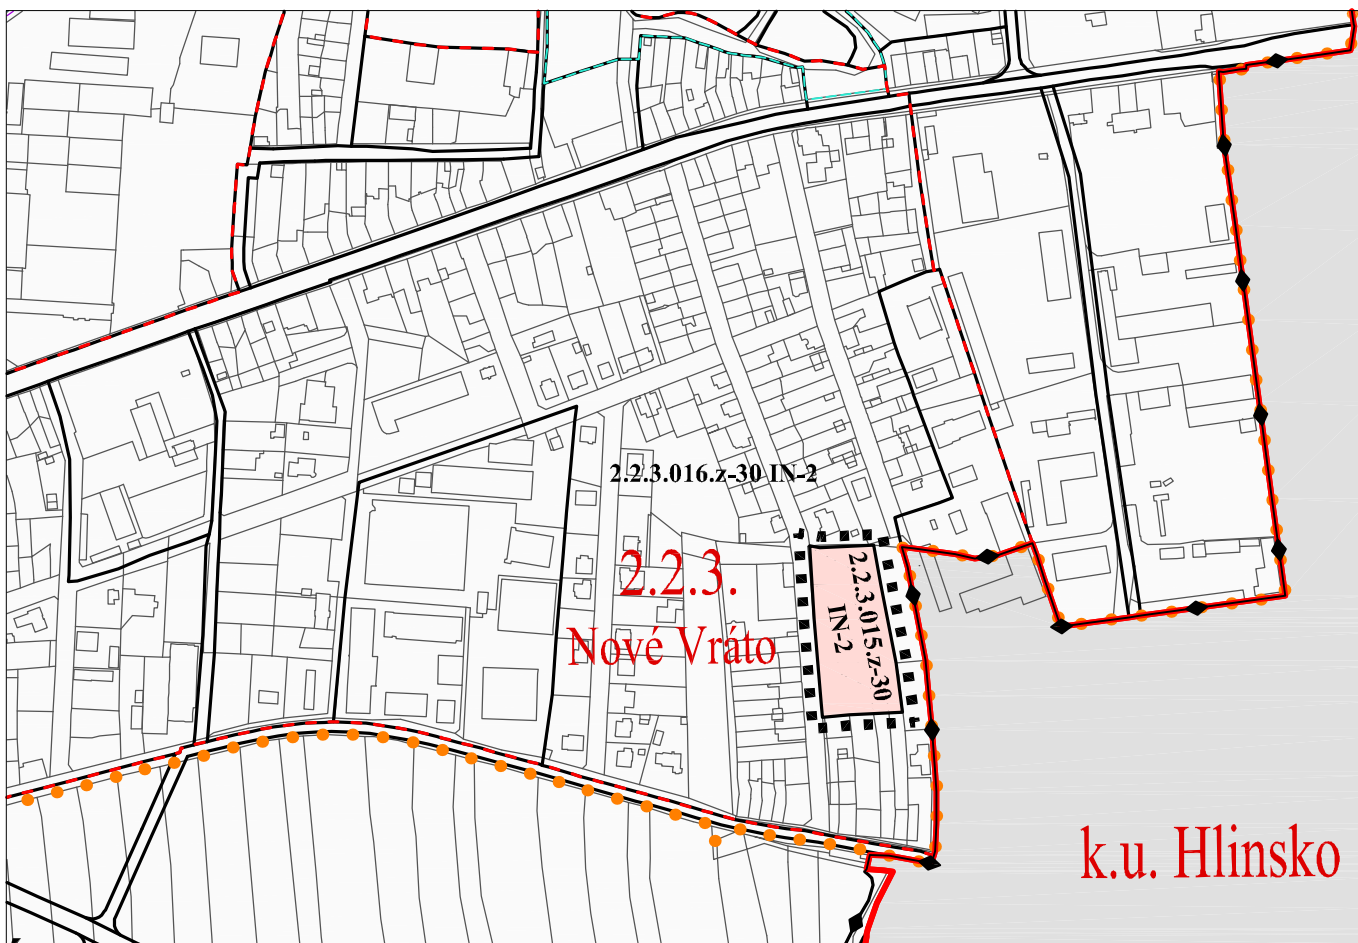 2.2.3.016.z-30 IN-2
2.2.3.
Nové Vráto
2.2.3.015.z-30
IN-2
k.u. Hlinsko